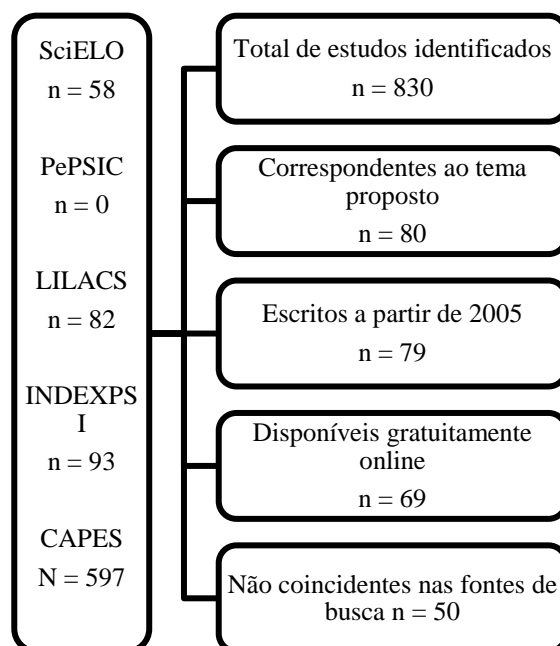 SciELO
n = 58
PePSIC
n = 0
LILACS
n = 82
INDEXPS
I
n = 93
CAPES
N = 597
Total de estudos identificados
n = 830
Correspondentes ao tema
proposto
n = 80
Escritos a partir de 2005
n = 79
Disponíveis gratuitamente
online
n = 69
Não coincidentes nas fontes de
busca n = 50